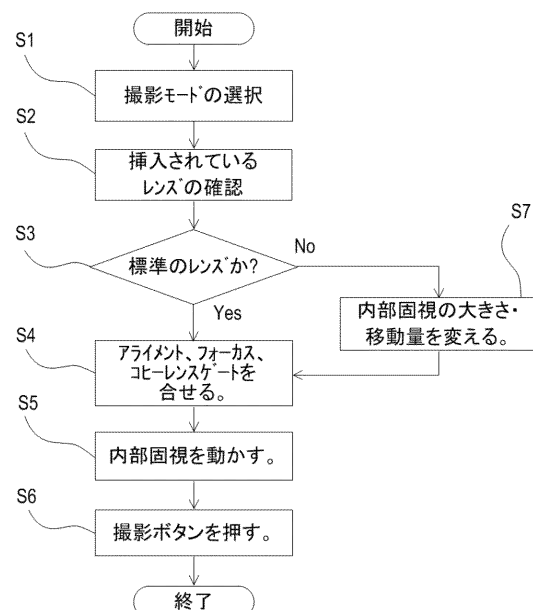 開始
S1
撮影モードの選択
S2
挿入されている
レンズの確認
S3
標準のレンズか?
No
S7
内部固視の大きさ・
移動量を変える。
Yes
S4
アライメント、フォーカス、
コヒーレンスゲートを
合せる。
S5
内部固視を動かす。
S6
撮影ボタンを押す。
終了